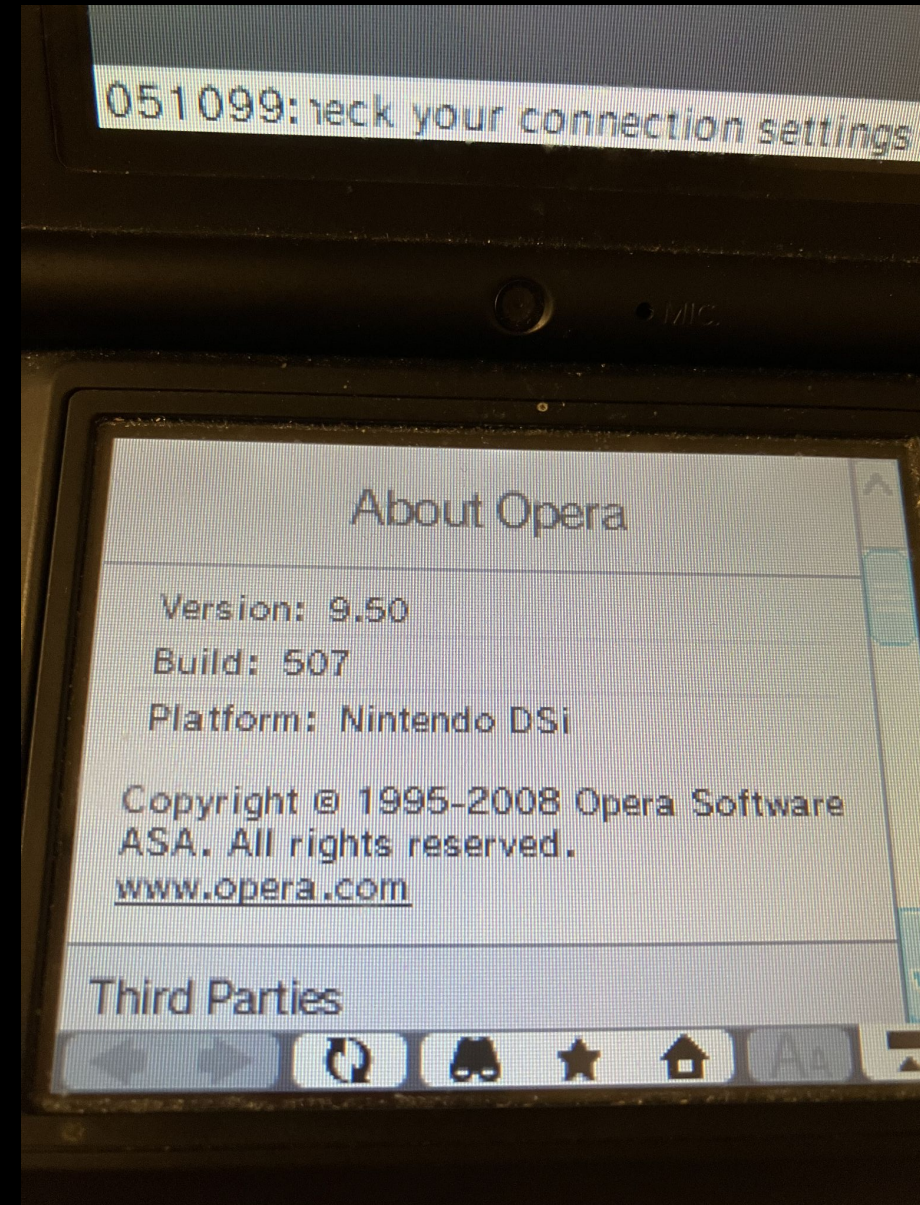 051099: heck your connection settings
MIC.
About Opera
Version: 9.50
Build: 507
Platform: Nintendo DSi
Copyright © 1995-2008 Opera Software
ASA. All rights reserved.
www.opera.com
Third Parties
AA